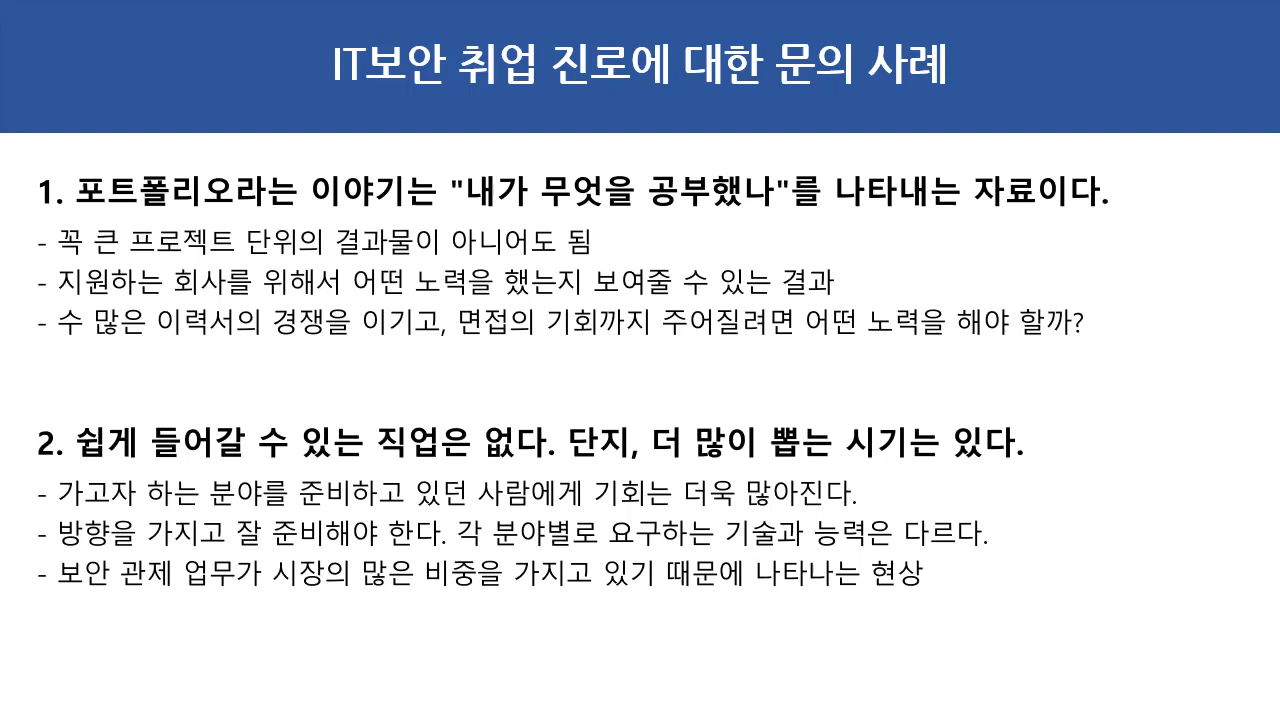 IT보안 취업 진로에 대한 문의 사례
1. 포트폴리오라는 이야기는 "내가 무엇을 공부했나"를 나타내는 자료이다.
- 꼭 큰 프로젝트 단위의 결과물이 아니어도 됨
- 지원하는 회사를 위해서 어떤 노력을 했는지 보여줄 수 있는 결과
- 수 많은 이력서의 경쟁을 이기고, 면접의 기회까지 주어질려면 어떤 노력을 해야 할까?
2. 쉽게 들어갈 수 있는 직업은 없다. 단지, 더 많이 뽑는 시기는 있다.
- 가고자 하는 분야를 준비하고 있던 사람에게 기회는 더욱 많아진다.
- 방향을 가지고 잘 준비해야 한다. 각 분야별로 요구하는 기술과 능력은 다르다.
- 보안 관제 업무가 시장의 많은 비중을 가지고 있기 때문에 나타나는 현상